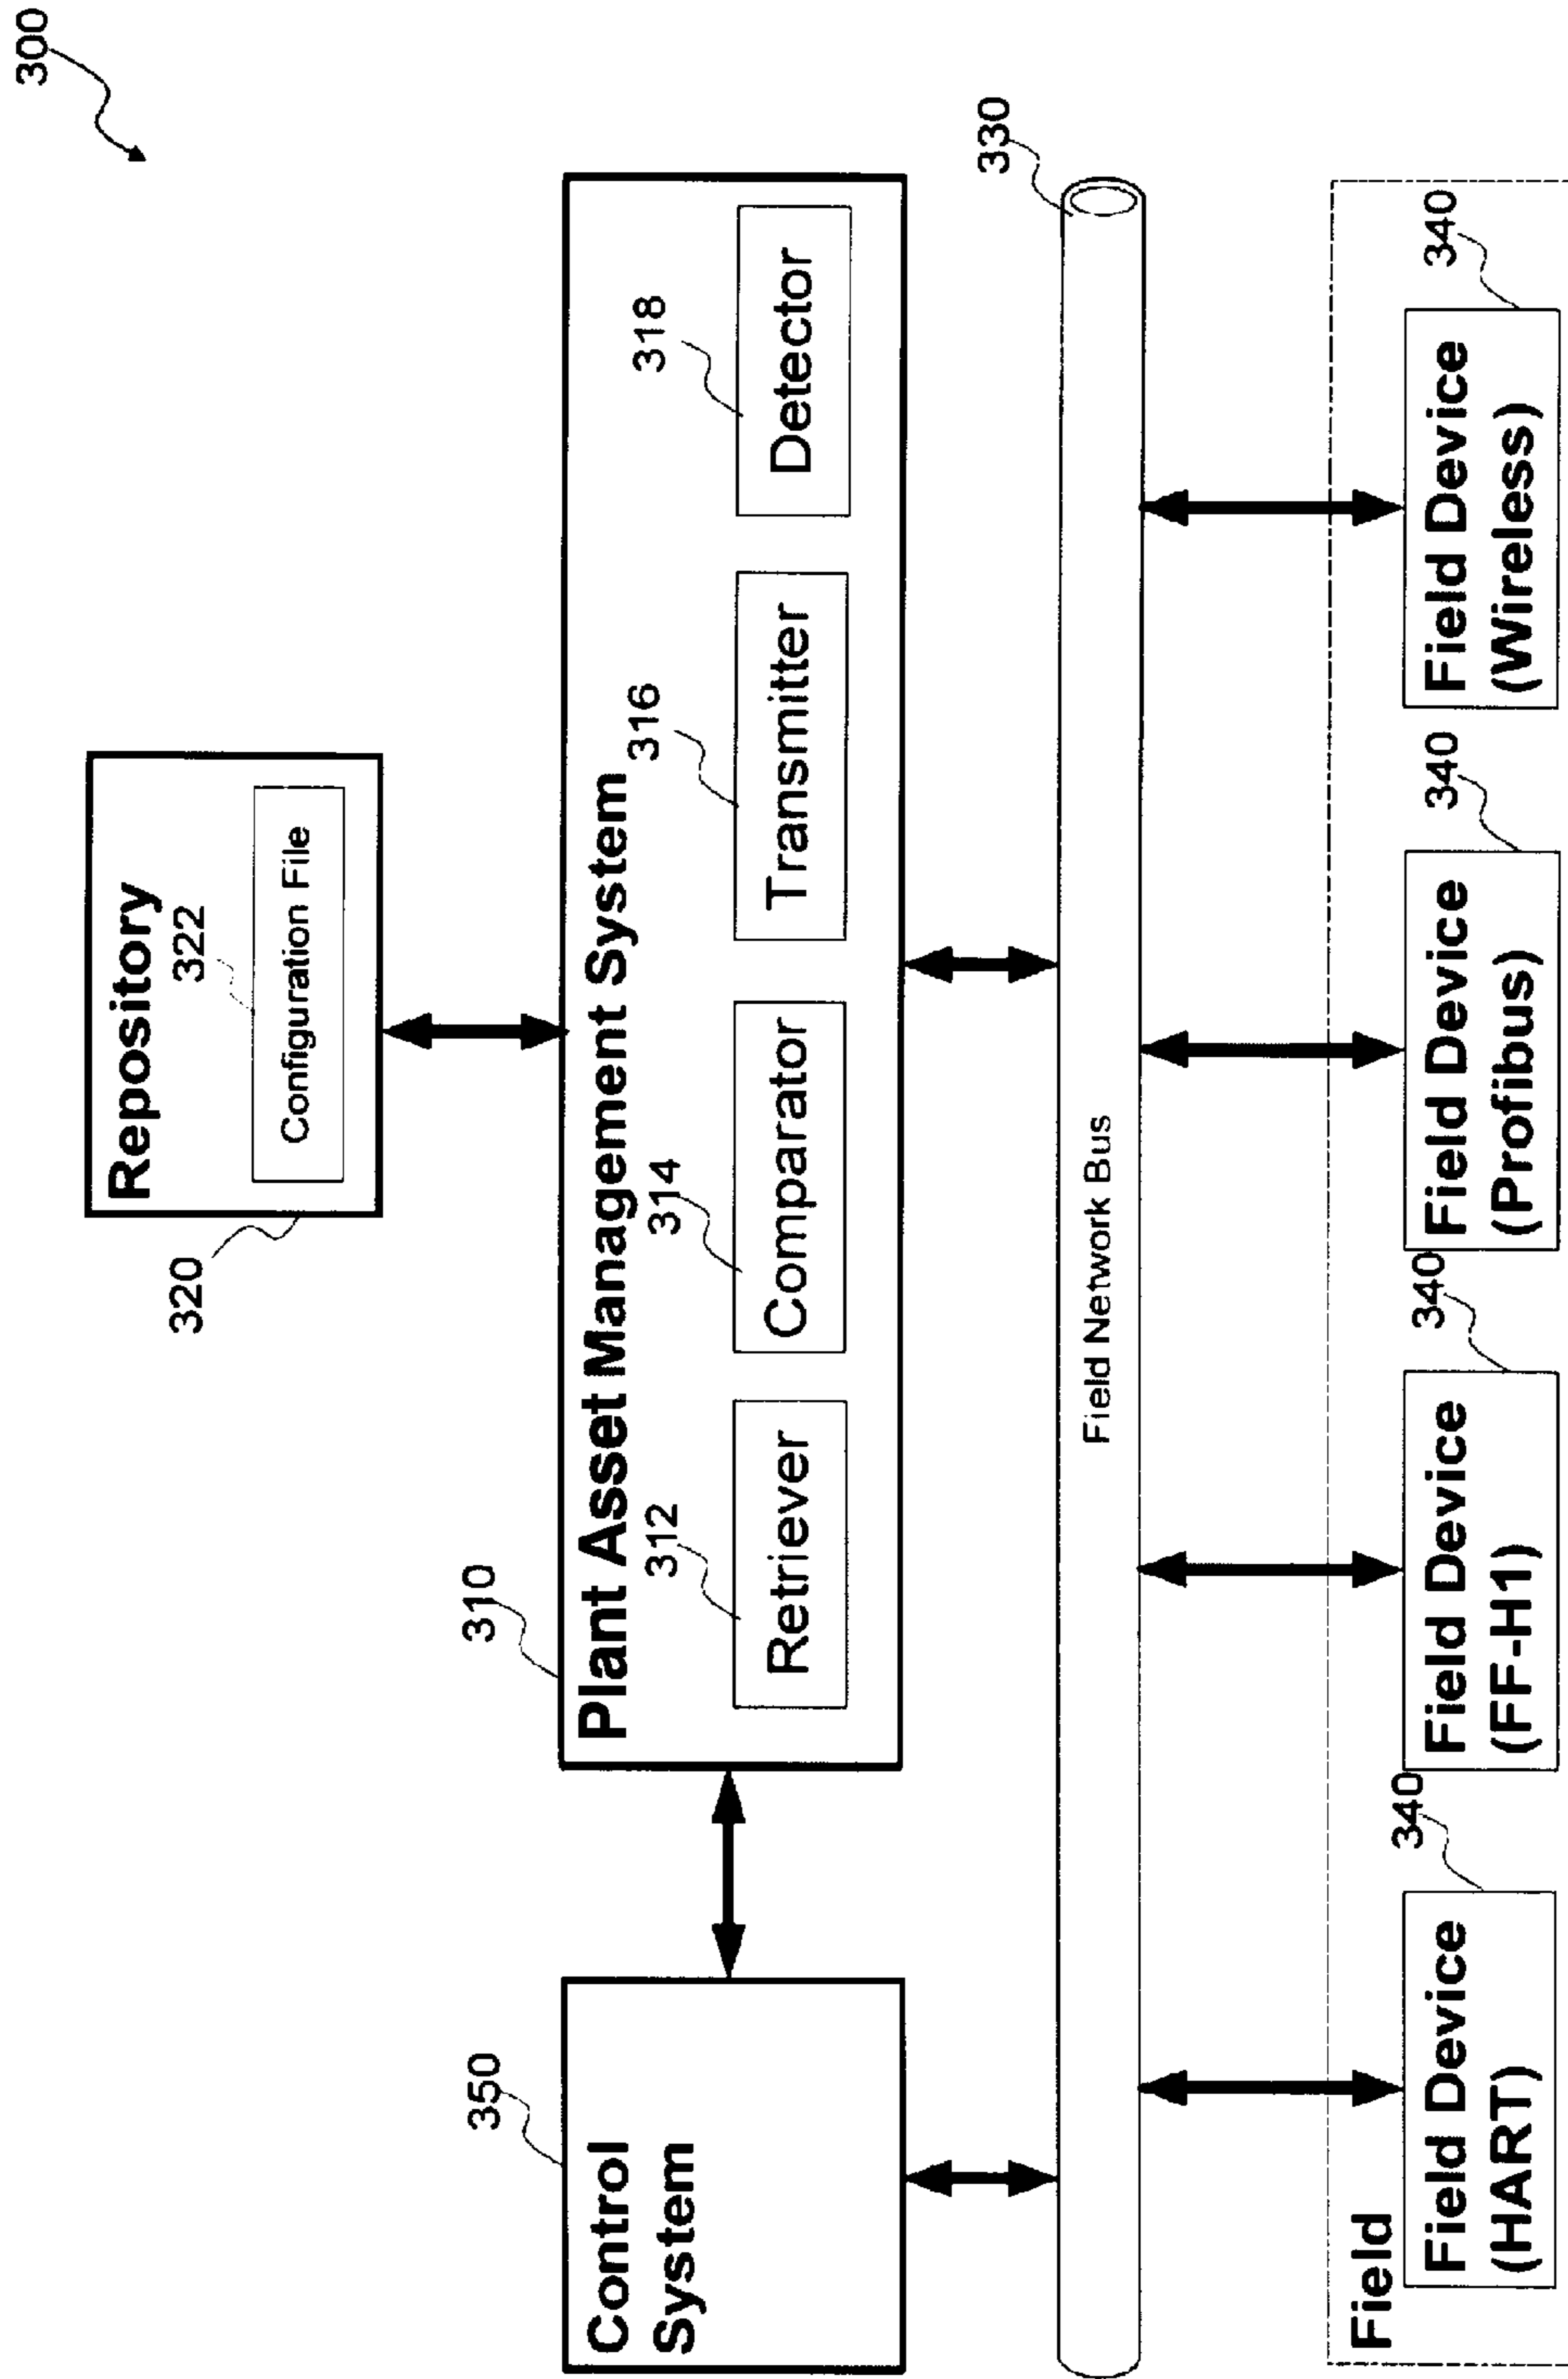 300
Repository
322
Configuration File
320
310
Plant Asset Management System
312
Retriever
314
Comparator
316
Transmitter
318
Detector
350
Control
System
330
Field Network Bus
Field
340
Field Device
(HART)
340
Field Device
(FF-H1)
340
Field Device
(Profibus)
340
Field Device
(Wireless)